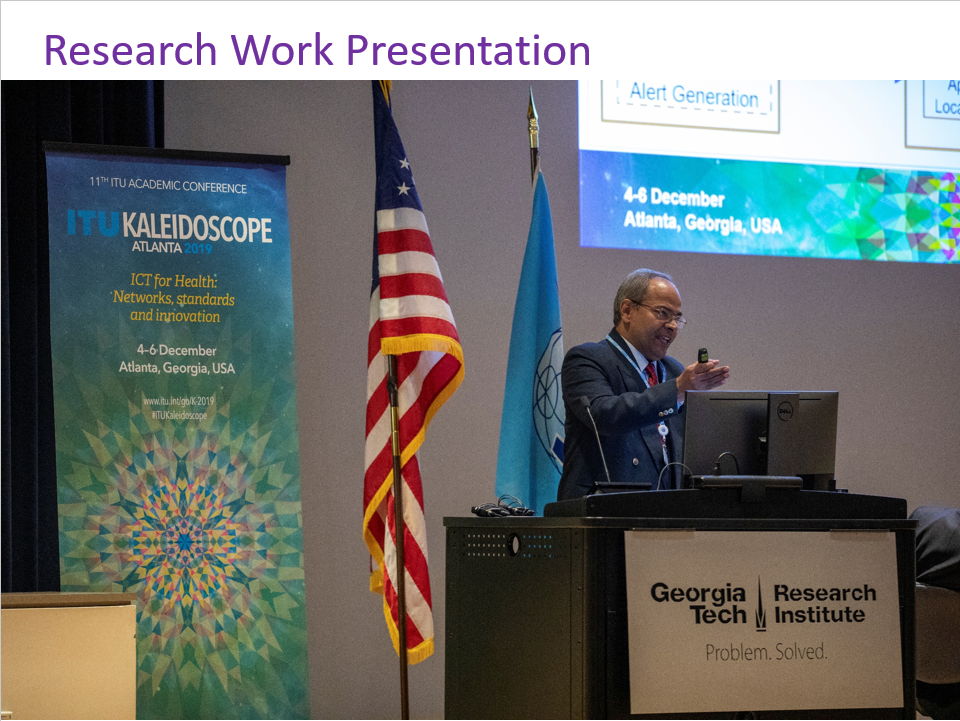 Research Work Presentation
Alert Generation
4-6 December
Atlanta, Georgia, USA
11TH ITU ACADEMIC CONFERENCE
ITUKALEIDOSCOPE
ATLANTA 2019
ICT for Health:
Networks, standards
and innovation
4-6 December
Atlanta, Georgia, USA
www.itu.int/go/K-2019
#ITUKaleidoscope
DELL
Georgia Tech Research Institute
Problem. Solved.